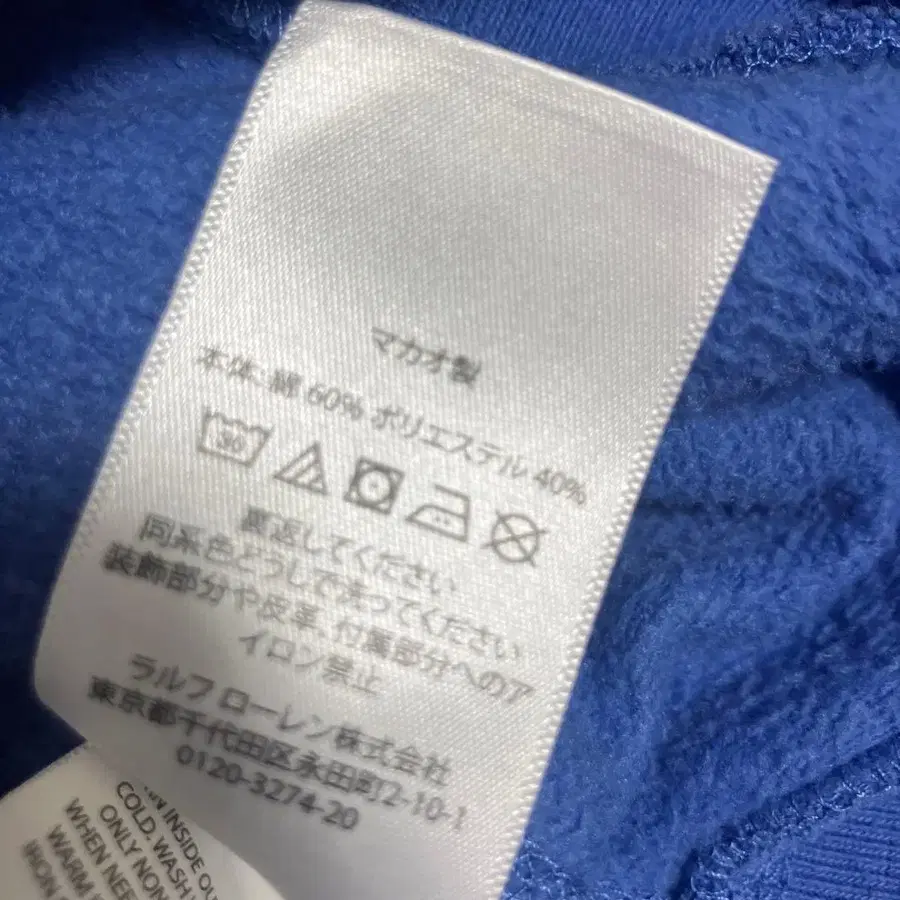 マカオ製
本体、綿 60% ポリエステル 40%
30
裏返してください
同系色どうしで洗ってください
装飾部分や皮革、付属部分へのア
イロン禁止
ラルフ ローレン株式会社
東京都千代田区永田町2-10-1
0120-3274-20
INSIDE OU
COLD. WASH
ONLY NON
WHEN NEE
WARM
IRON